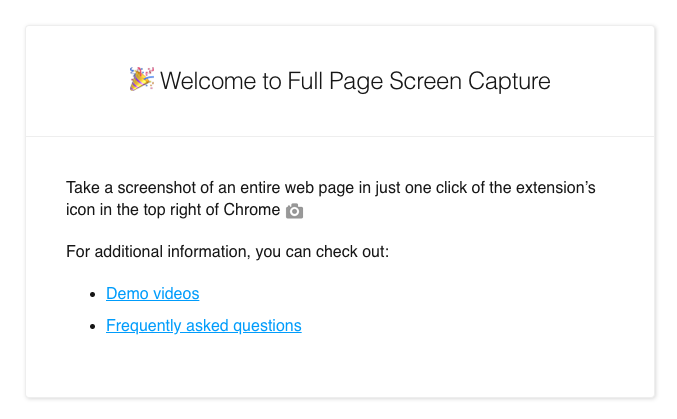 🎉 Welcome to Full Page Screen Capture
Take a screenshot of an entire web page in just one click of the extension’s
icon in the top right of Chrome
For additional information, you can check out:
• Demo videos
• Frequently asked questions